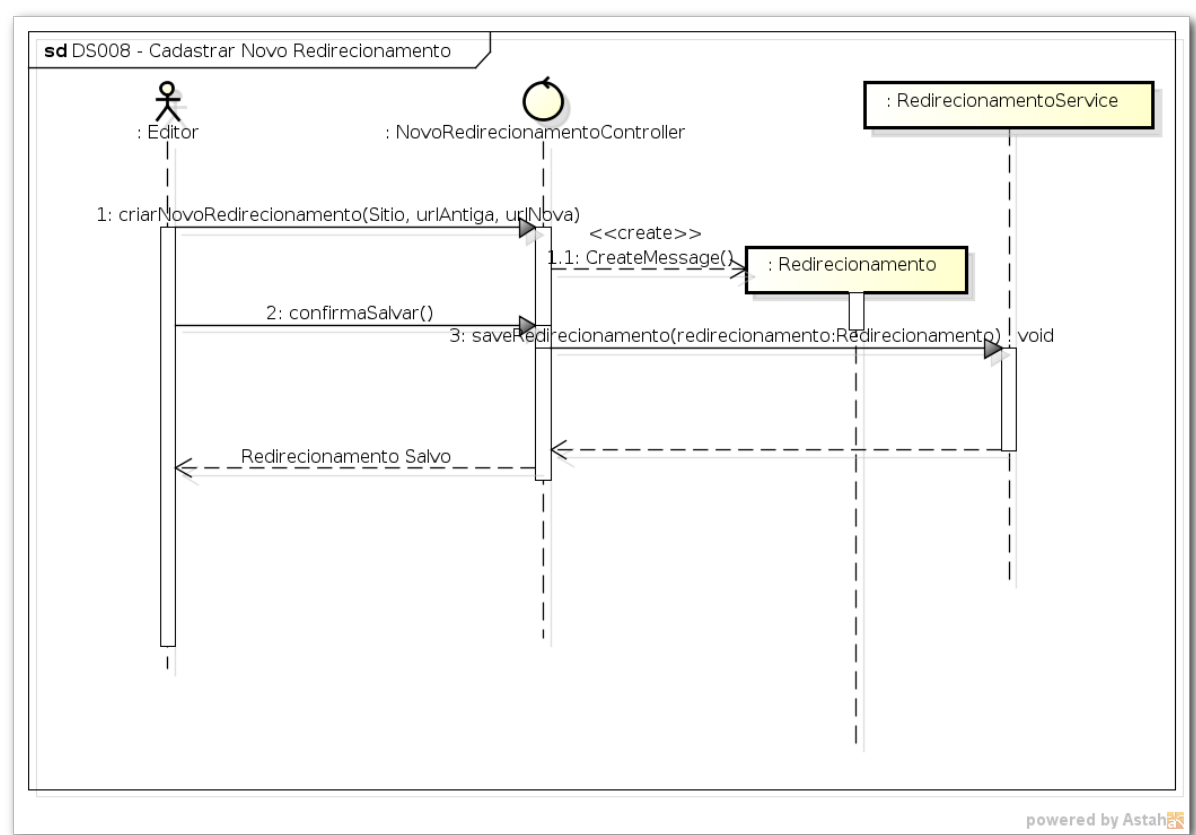 sd DS008 - Cadastrar Novo Redirecionamento
: Editor
: NovoRedirecionamentoController
: RedirecionamentoService
1: criarNovoRedirecionamento(Sitio, urlAntiga, urlNova)
<<create>>
1.1: CreateMessage()
: Redirecionamento
2: confirmaSalvar()
3: saveRedirecionamento(redirecionamento:Redirecionamento) : void
Redirecionamento Salvo
powered by Astah